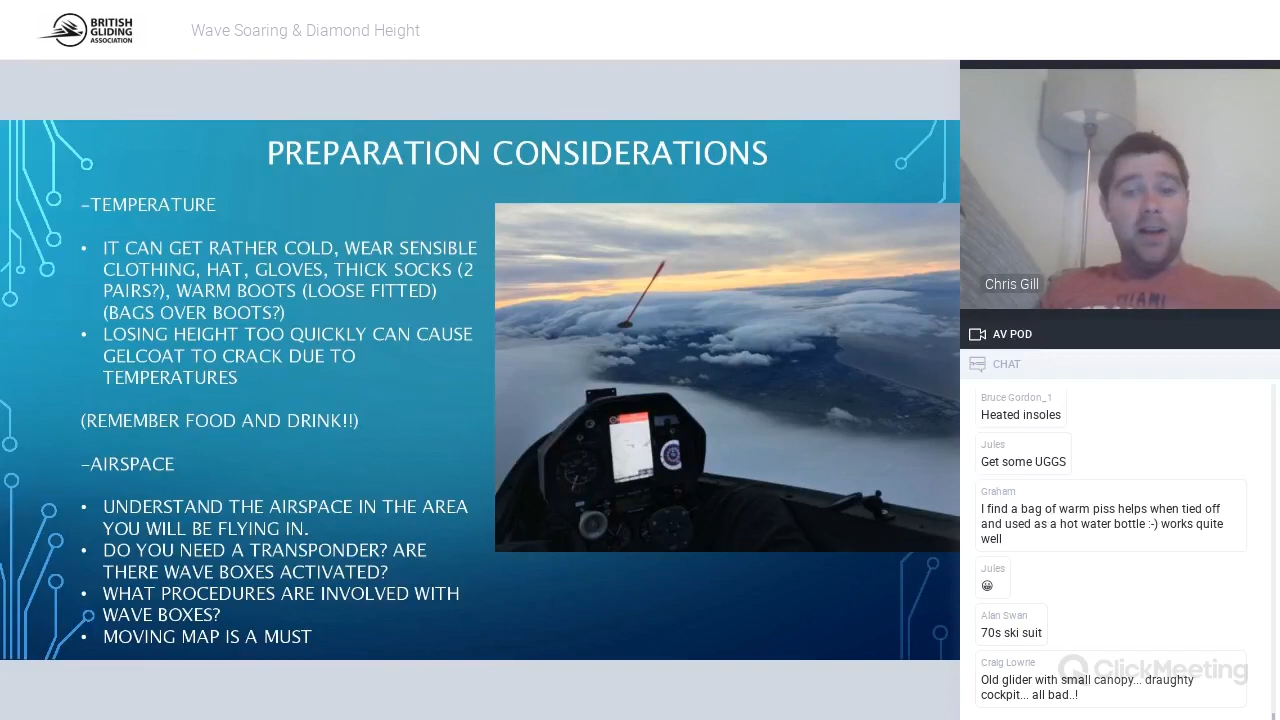 BRITISH
GLIDING
ASSOCIATION
Wave Soaring & Diamond Height
PREPARATION CONSIDERATIONS
-TEMPERATURE
• IT CAN GET RATHER COLD, WEAR SENSIBLE
CLOTHING, HAT, GLOVES, THICK SOCKS (2
PAIRS?), WARM BOOTS (LOOSE FITTED)
(BAGS OVER BOOTS?)
• LOSING HEIGHT TOO QUICKLY CAN CAUSE
GELCOAT TO CRACK DUE TO
TEMPERATURES
(REMEMBER FOOD AND DRINK!!)
-AIRSPACE
• UNDERSTAND THE AIRSPACE IN THE AREA
YOU WILL BE FLYING IN.
• DO YOU NEED A TRANSPONDER? ARE
THERE WAVE BOXES ACTIVATED?
• WHAT PROCEDURES ARE INVOLVED WITH
WAVE BOXES?
• MOVING MAP IS A MUST
MIAMI
Chris Gill
AV POD
CHAT
Bruce Gordon_1
Heated insoles
Jules
Get some UGGS
Graham
I find a bag of warm piss helps when tied off
and used as a hot water bottle :-) works quite
well
Jules
😀
Alan Swan
70s ski suit
Craig Lowrie
Old glider with small canopy... draughty
cockpit... all bad..!
ClickMeeting